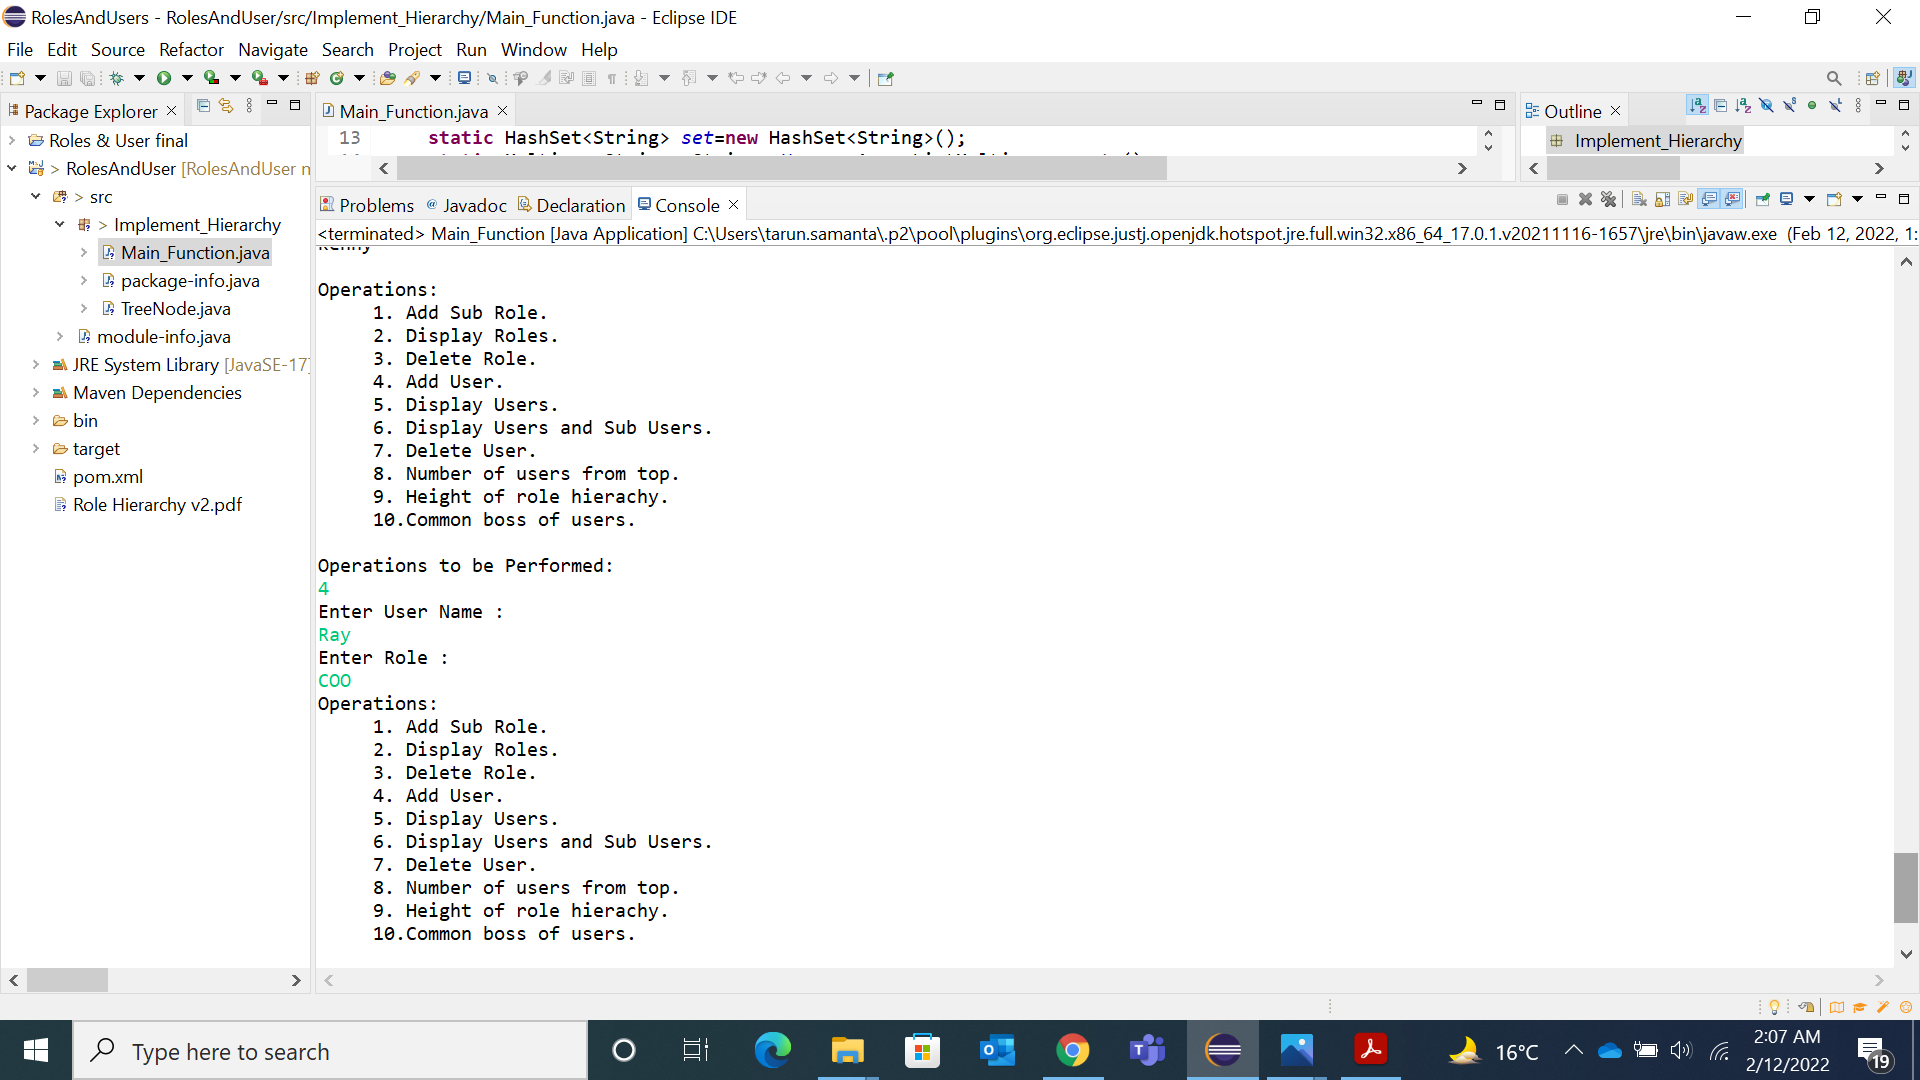 RolesAndUsers - RolesAndUser/src/Implement_Hierarchy/Main_Function.java - Eclipse IDE
File Edit Source Refactor Navigate Search Project Run Window Help
Package Explorer
Roles & User final
> RolesAndUser [RolesAndUser m
> src
> Implement_Hierarchy
Main_Function.java
package-info.java
TreeNode.java
module-info.java
JRE System Library [JavaSE-17]
Maven Dependencies
bin
target
pom.xml
Role Hierarchy v2.pdf
Main_Function.java
13 static HashSet<String> set=new HashSet<String>();
Outline
Implement_Hierarchy
Problems @ Javadoc Declaration Console
<terminated> Main_Function [Java Application] C:\Users\tarun.samanta\.p2\pool\plugins\org.eclipse.justj.openjdk.hotspot.jre.full.win32.x86_64_17.0.1.v20211116-1657\jre\bin\javaw.exe (Feb 12, 2022, 1:
Operations:
1. Add Sub Role.
2. Display Roles.
3. Delete Role.
4. Add User.
5. Display Users.
6. Display Users and Sub Users.
7. Delete User.
8. Number of users from top.
9. Height of role hierachy.
10.Common boss of users.
Operations to be Performed:
4
Enter User Name :
Ray
Enter Role :
COO
Operations:
1. Add Sub Role.
2. Display Roles.
3. Delete Role.
4. Add User.
5. Display Users.
6. Display Users and Sub Users.
7. Delete User.
8. Number of users from top.
9. Height of role hierachy.
10.Common boss of users.
Type here to search
16°C
2:07 AM
2/12/2022
19